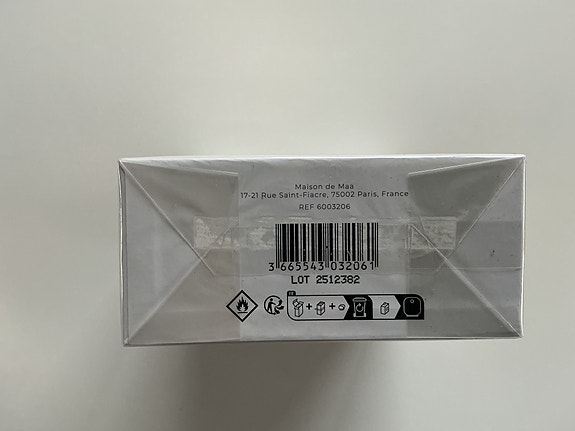 Maison de Maa
17-21 Rue Saint-Fiacre, 75002 Paris, France
REF 6003206
3 665543 032061
LOT 2512382